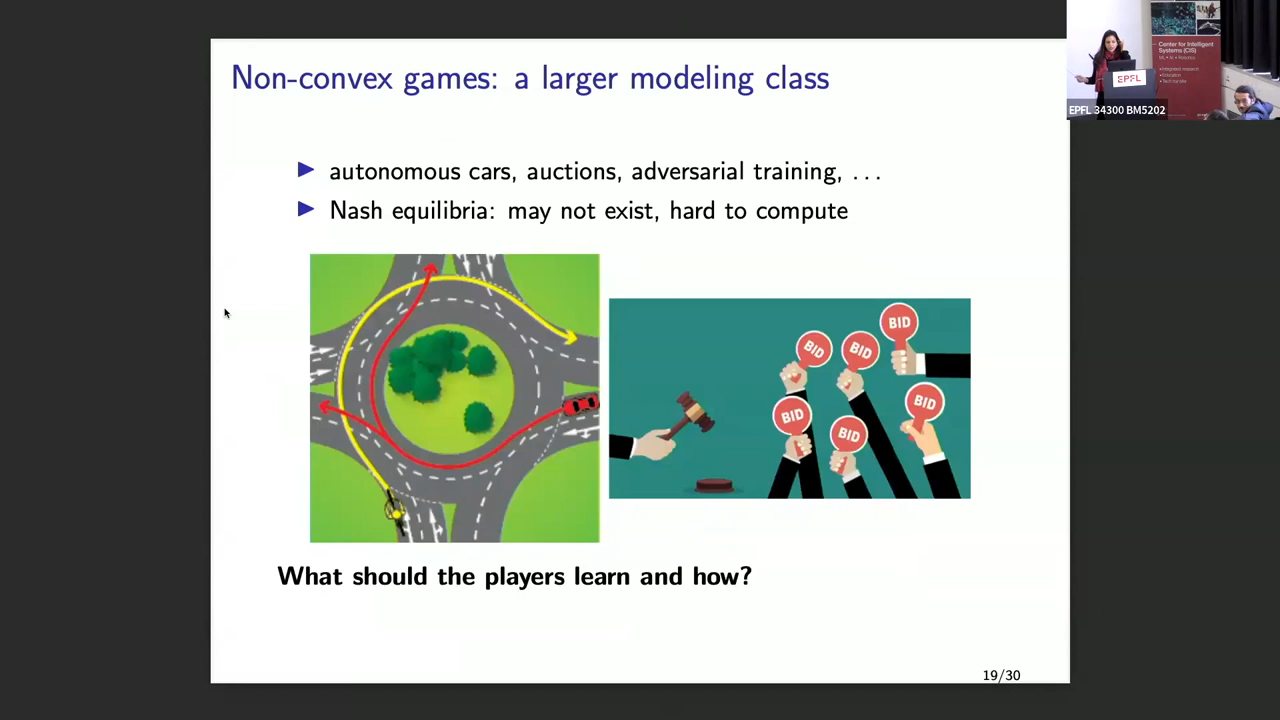 Non-convex games: a larger modeling class
autonomous cars, auctions, adversarial training, ...
Nash equilibria: may not exist, hard to compute
BID
BID
BID
BID
BID
BID
What should the players learn and how?
19/30
Center for Intelligent
Systems (CIS)
EPFL
EPFL 34300 BM5202